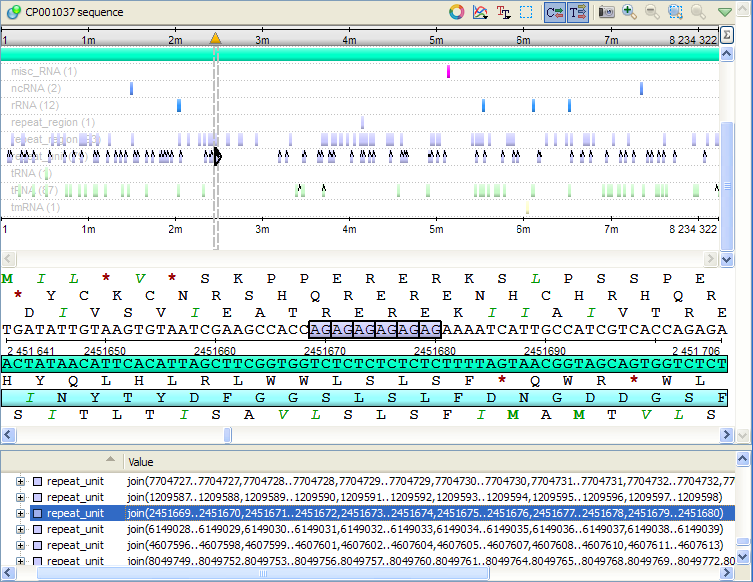 CP001037 sequence
1 1m 2m 3m 4m 5m 6m 7m 8 234 322
misc_RNA (1)
ncRNA (2)
rRNA (12)
repeat_region (1)
tRNA (1)
tmRNA (1)
1 1m 2m 3m 4m 5m 6m 7m 8 234 322
M I L * V * S K P P E R E R K S L P S S P E
* Y C K C N R S H Q R E R E N H C H R H Q R
D I V S V I E A T R E R E K I I A I V T R E
TGATATTGTAAGTGTAATCGAAGCCACCAGAGAGAGAGAGAAAATCATTGCCATCGTCACCAGAGA
2 451 641 2451650 2451660 2451670 2451680 2451690 2 451 706
ACTATAACATTCACATTAGCTTCGGTGGTCTCTCTCTCTCTTTTAGTAACGGTAGCAGTGGTCTCT
H Y Q L H L R L W W L S L S F * Q W R * W L
I N Y T Y D F G G S L S L F D N G D D G S F
S I T L T I S A V L S L S F I M A M T V L S
Value
repeat_unit join(7704727..7704727,7704728..7704728,7704729..7704730,7704730..7704731,7704732..7704732,77
repeat_unit join(1209587..1209588,1209589..1209590,1209591..1209592,1209593..1209594,1209595..1209596,1209597..1209598)
repeat_unit join(2451669..2451670,2451671..2451672,2451673..2451674,2451675..2451676,2451677..2451678,2451679..2451680)
repeat_unit join(6149028..6149029,6149030..6149031,6149032..6149033,6149034..6149035,6149036..6149037,6149038..6149039)
repeat_unit join(4607596..4607598,4607599..4607601,4607602..4607604,4607605..4607607,4607608..4607610,4607611..4607613)
repeat_unit join(8049749..8049752,8049753..8049756,8049757..8049760,8049761..8049764,8049765..8049768,8049769..8049772,80